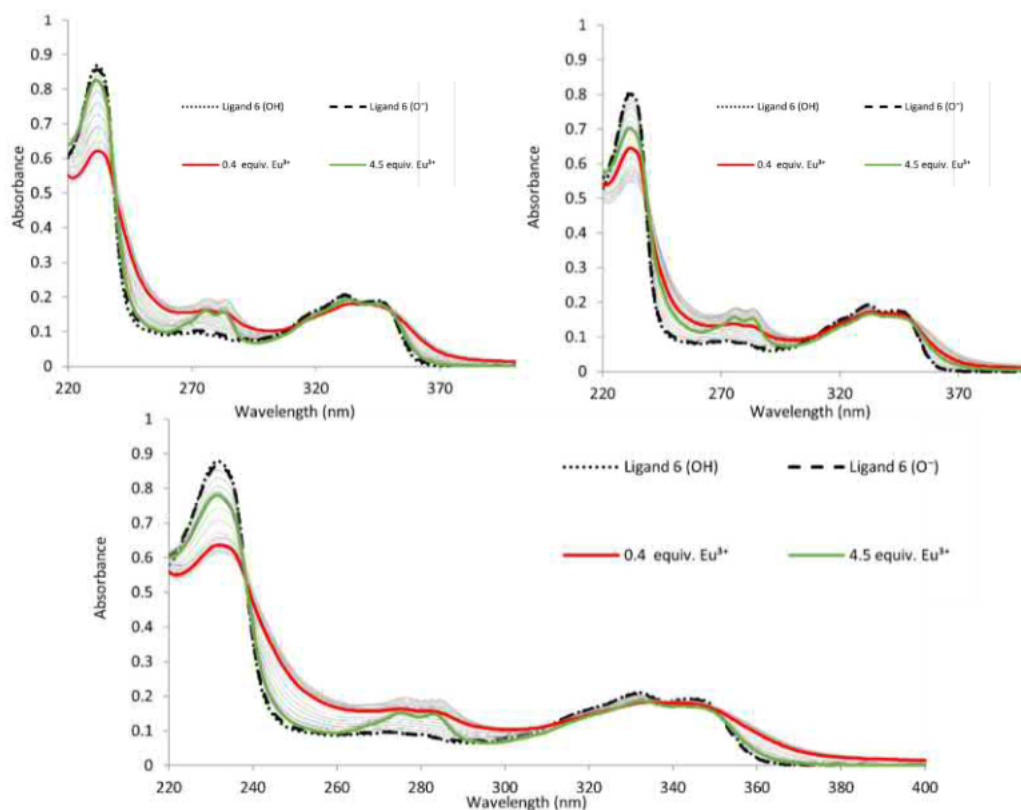 1
0.9
0.8
0.7
0.6
0.5
0.4
0.3
0.2
0.1
0
Absorbance
220 270 320 370
Wavelength (nm)
Ligand 6 (OH) Ligand 6 (O⁻)
0.4 equiv. Eu³⁺ 4.5 equiv. Eu³⁺
1
0.9
0.8
0.7
0.6
0.5
0.4
0.3
0.2
0.1
0
Absorbance
220 270 320 370
Wavelength (nm)
Ligand 6 (OH) Ligand 6 (O⁻)
0.4 equiv. Eu³⁺ 4.5 equiv. Eu³⁺
1
0.9
0.8
0.7
0.6
0.5
0.4
0.3
0.2
0.1
0
Absorbance
220 240 260 280 300 320 340 360 380 400
Wavelength (nm)
Ligand 6 (OH) Ligand 6 (O⁻)
0.4 equiv. Eu³⁺ 4.5 equiv. Eu³⁺